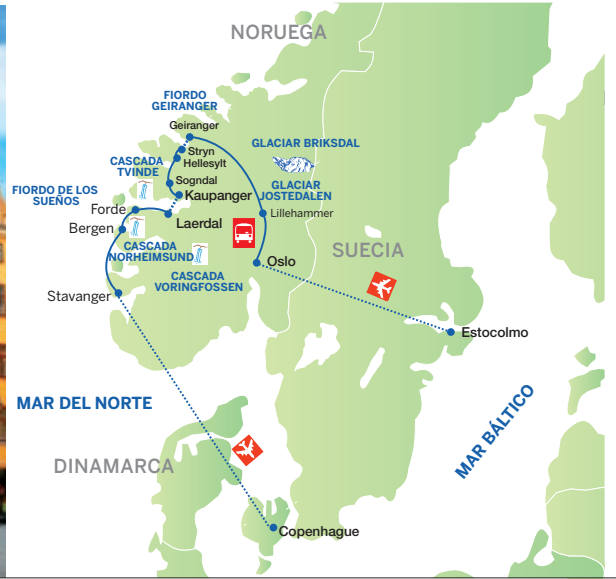 NORUEGA
FIORDO
GEIRANGER
Geiranger
GLACIAR BRIKSDAL
Stryn
CASCADA
TVINDE
Hellesylt
GLACIAR
JOSTEDALEN
Sogndal
FIORDO DE LOS
SUEÑOS
Kaupanger
Forde
Lillehammer
Laerdal
Bergen
CASCADA
NORHEIMSUND
SUECIA
Oslo
CASCADA
VORINGFOSSEN
Stavanger
Estocolmo
MAR DEL NORTE
MAR BÁLTICO
DINAMARCA
Copenhague